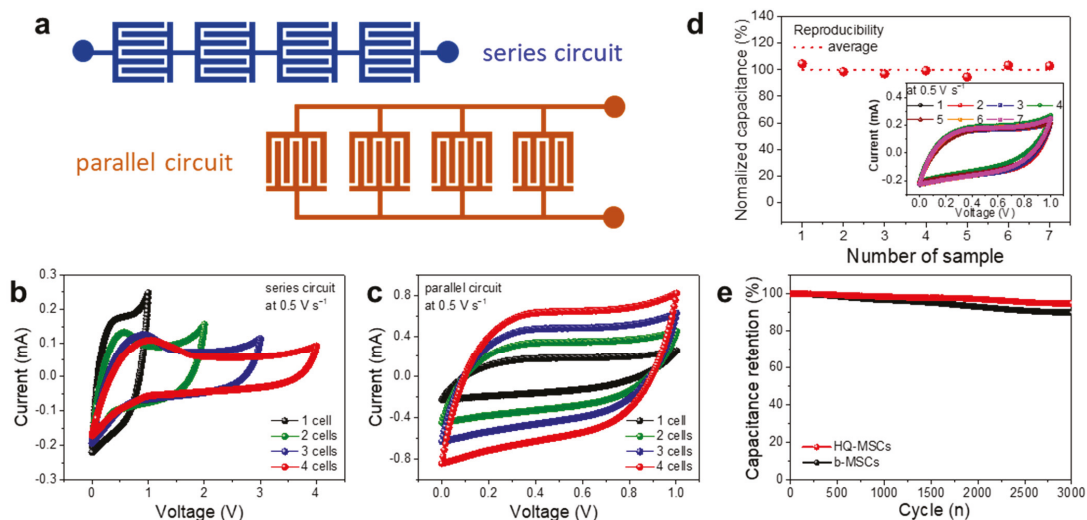 a
series circuit
parallel circuit
b
0.3
0.2
0.1
0.0
-0.1
-0.2
-0.3
Current (mA)
series circuit
at 0.5 V s⁻¹
1 cell
2 cells
3 cells
4 cells
0
1
2
3
4
Voltage (V)
c
0.8
0.4
0.0
-0.4
-0.8
Current (mA)
parallel circuit
at 0.5 V s⁻¹
1 cell
2 cells
3 cells
4 cells
0.0
0.2
0.4
0.6
0.8
1.0
Voltage (V)
d
140
120
100
80
60
40
20
0
Normalized capacitance (%)
Reproducibility
average
at 0.5 V s⁻¹
1 2 3 4
5 6 7
0.4
0.2
0.0
-0.2
Current (mA)
0.0 0.2 0.4 0.6 0.8 1.0
Voltage (V)
1 2 3 4 5 6 7
Number of sample
e
100
80
60
40
20
0
Capacitance retention (%)
HQ-MSCs
b-MSCs
0 500 1000 1500 2000 2500 3000
Cycle (n)